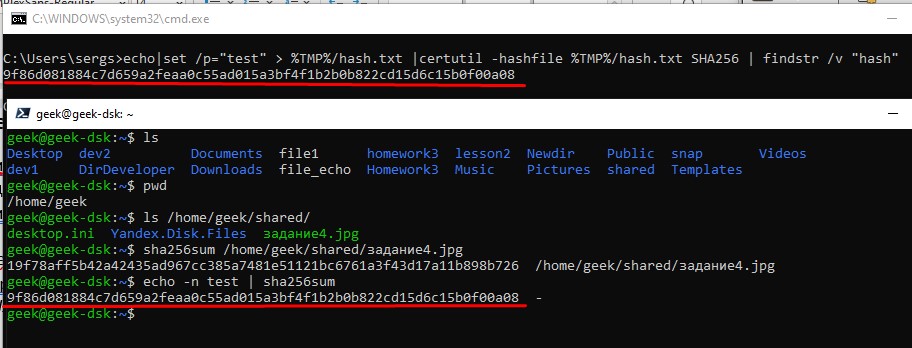 C:\WINDOWS\system32\cmd.exe
C:\Users\sergs>echo|set /p="test" > %TMP%/hash.txt |certutil -hashfile %TMP%/hash.txt SHA256 | findstr /v "hash"
9f86d081884c7d659a2feaa0c55ad015a3bf4f1b2b0b822cd15d6c15b0f00a08
geek@geek-dsk: ~
geek@geek-dsk:~$ ls
Desktop dev2 Documents file1 homework3 lesson2 Newdir Public snap Videos
dev1 DirDeveloper Downloads file_echo Homework3 Music Pictures shared Templates
geek@geek-dsk:~$ pwd
/home/geek
geek@geek-dsk:~$ ls /home/geek/shared/
desktop.ini Yandex.Disk.Files задание4.jpg
geek@geek-dsk:~$ sha256sum /home/geek/shared/задание4.jpg
19f78aff5b42a42435ad967cc385a7481e51121bc6761a3f43d17a11b898b726 /home/geek/shared/задание4.jpg
geek@geek-dsk:~$ echo -n test | sha256sum
9f86d081884c7d659a2feaa0c55ad015a3bf4f1b2b0b822cd15d6c15b0f00a08 -
geek@geek-dsk:~$